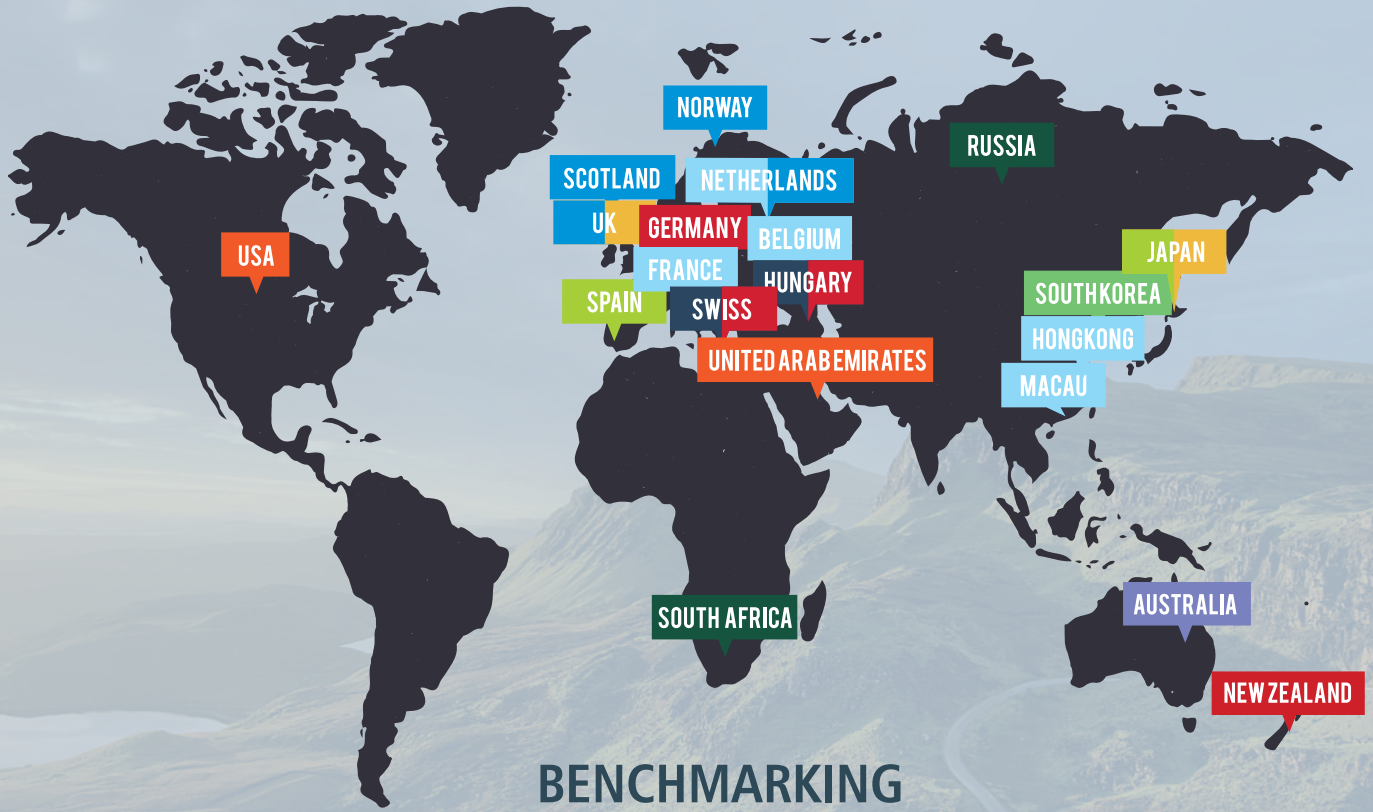 NORWAY
RUSSIA
SCOTLAND
NETHERLANDS
UK
GERMANY
BELGIUM
USA
JAPAN
FRANCE
HUNGARY
SPAIN
SWISS
SOUTHKOREA
HONGKONG
UNITED ARAB EMIRATES
MACAU
SOUTH AFRICA
AUSTRALIA
NEW ZEALAND
BENCHMARKING